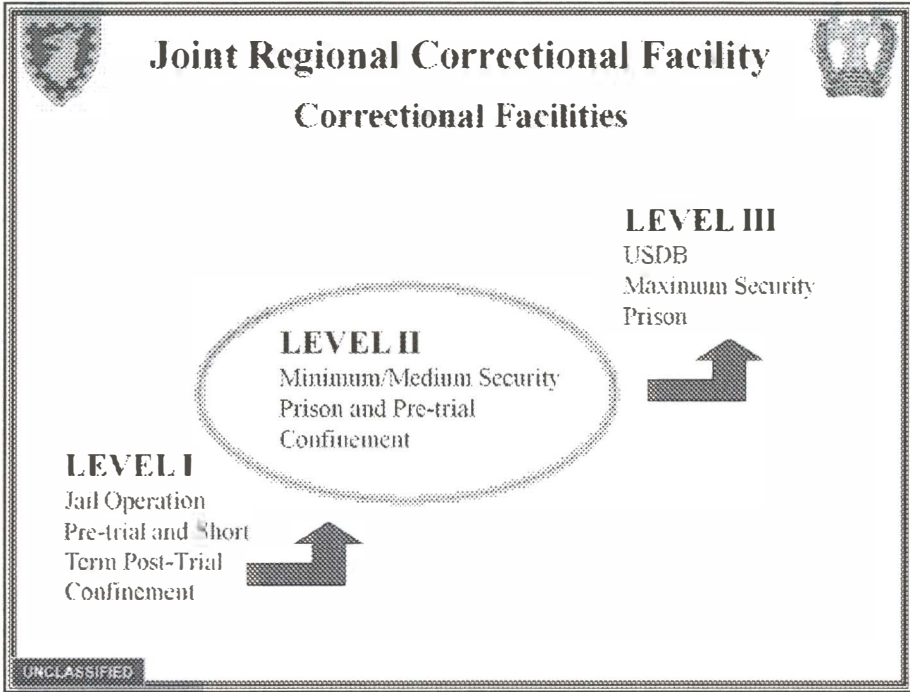 Joint Regional Correctional Facility
Correctional Facilities
LEVEL III
USDB
Maximum Security
Prison
LEVEL II
Minimum/Medium Security
Prison and Pre-trial
Confinement
LEVEL I
Jail Operation
Pre-trial and Short
Term Post-Trial
Confinement
UNCLASSIFIED